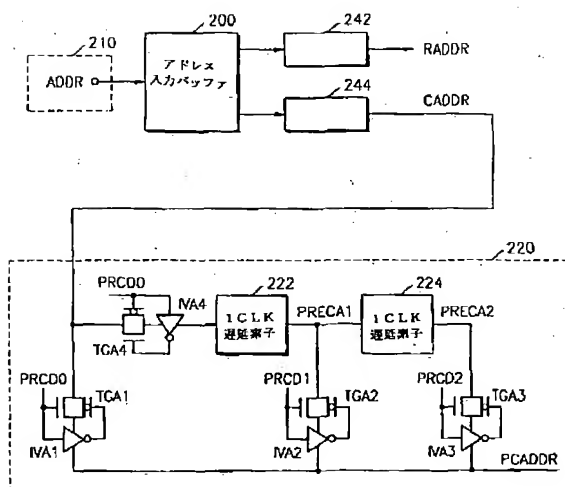 210
200
242
ADDR
アドレス
入力バッファ
RADDR
244
CADDR
220
PRCD0
IVA4
222
224
1CLK
遅延素子
PRECA1
1CLK
遅延素子
PRECA2
TGA4
PRCD0
TGA1
PRCD1
TGA2
PRCD2
TGA3
IVA1
IVA2
IVA3
PCADDR